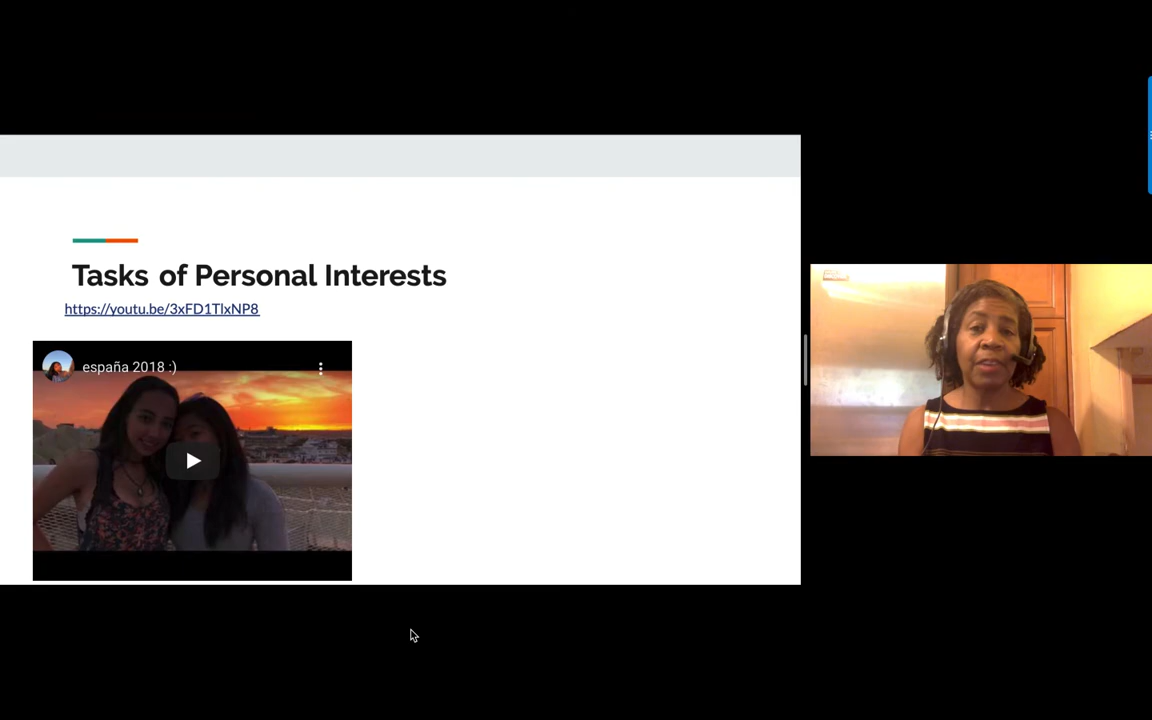 Tasks of Personal Interests
https://youtu.be/3xFD1TlxNP8
españa 2018 :)